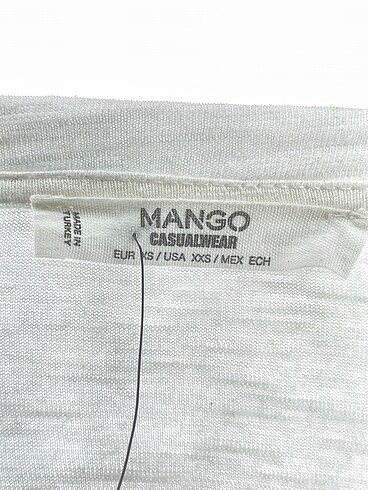 MANGO
CASUALWEAR
EUR XS / USA XXS / MEX ECH
MADE IN
TURKEY